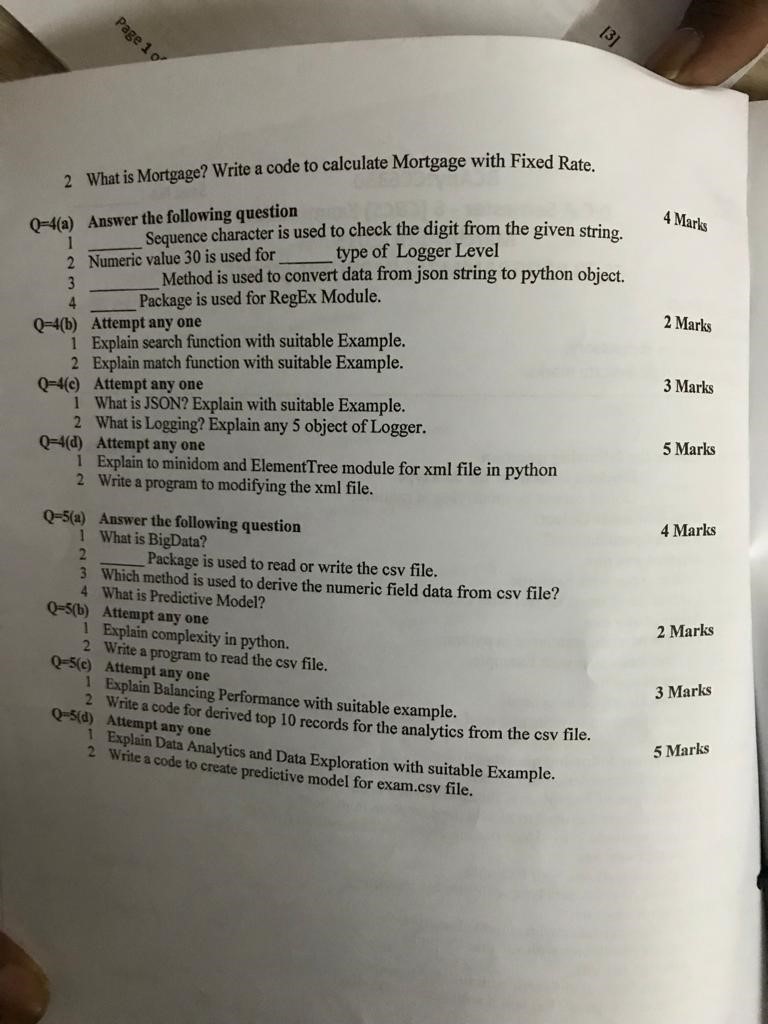 Page 1 o
[3]
2 What is Mortgage? Write a code to calculate Mortgage with Fixed Rate.
Q=4(a) Answer the following question 4 Marks
1 ______ Sequence character is used to check the digit from the given string.
2 Numeric value 30 is used for ______ type of Logger Level
3 ________ Method is used to convert data from json string to python object.
4 _____ Package is used for RegEx Module.
Q=4(b) Attempt any one 2 Marks
1 Explain search function with suitable Example.
2 Explain match function with suitable Example.
Q=4(c) Attempt any one 3 Marks
1 What is JSON? Explain with suitable Example.
2 What is Logging? Explain any 5 object of Logger.
Q=4(d) Attempt any one 5 Marks
1 Explain to minidom and ElementTree module for xml file in python
2 Write a program to modifying the xml file.
Q=5(a) Answer the following question 4 Marks
1 What is BigData?
2 _____ Package is used to read or write the csv file.
3 Which method is used to derive the numeric field data from csv file?
4 What is Predictive Model?
Q=5(b) Attempt any one 2 Marks
1 Explain complexity in python.
2 Write a program to read the csv file.
Q=5(c) Attempt any one 3 Marks
1 Explain Balancing Performance with suitable example.
2 Write a code for derived top 10 records for the analytics from the csv file.
Q=5(d) Attempt any one 5 Marks
1 Explain Data Analytics and Data Exploration with suitable Example.
2 Write a code to create predictive model for exam.csv file.